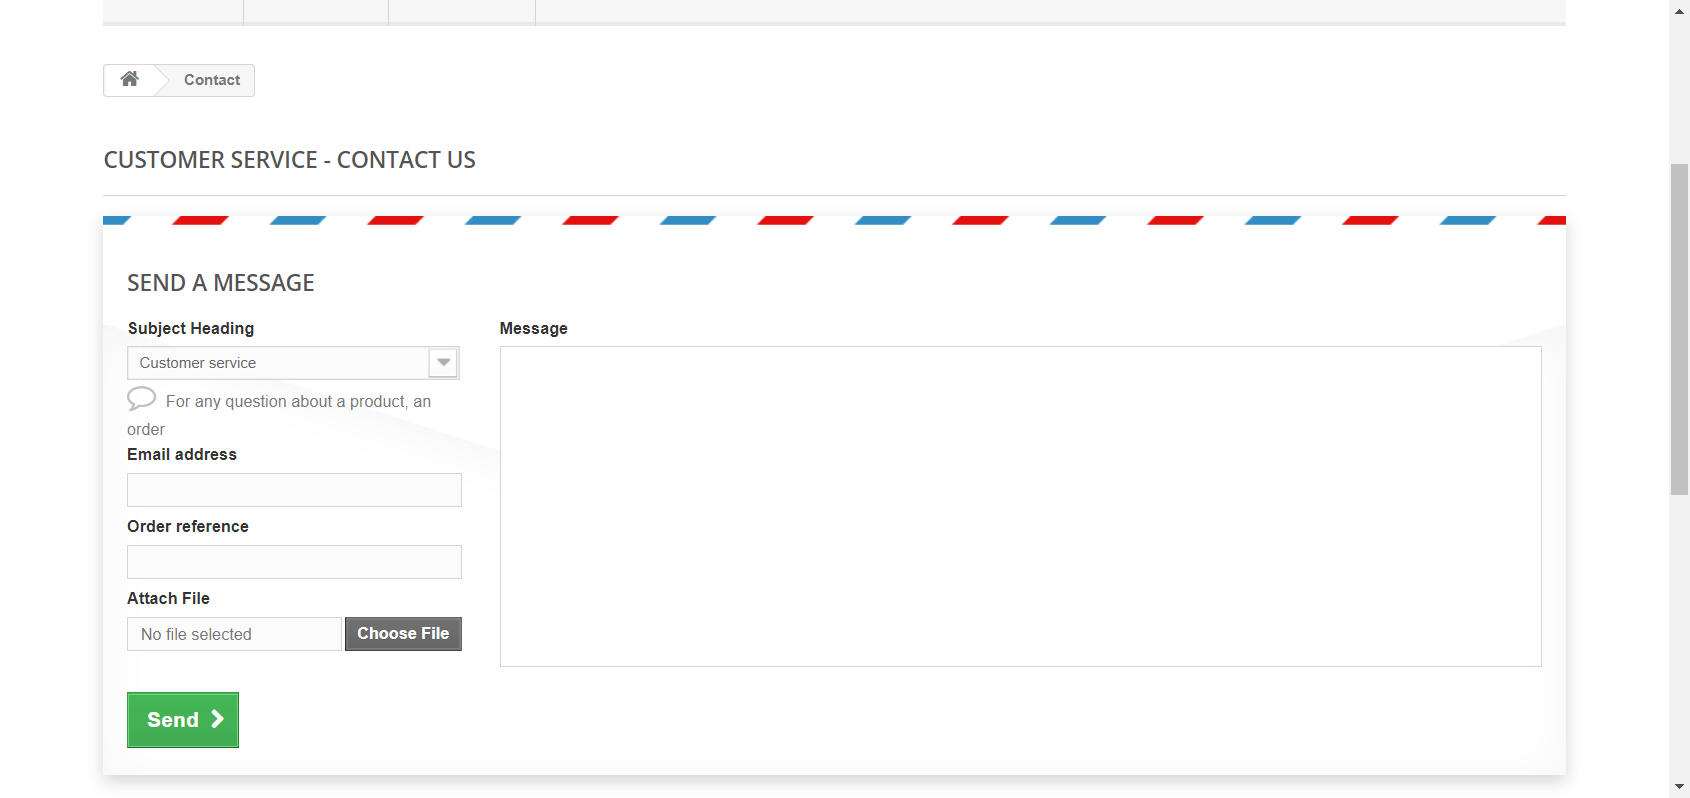 Contact
CUSTOMER SERVICE - CONTACT US
SEND A MESSAGE
Subject Heading
Customer service
For any question about a product, an
order
Email address
Order reference
Attach File
No file selected
Choose File
Send
Message